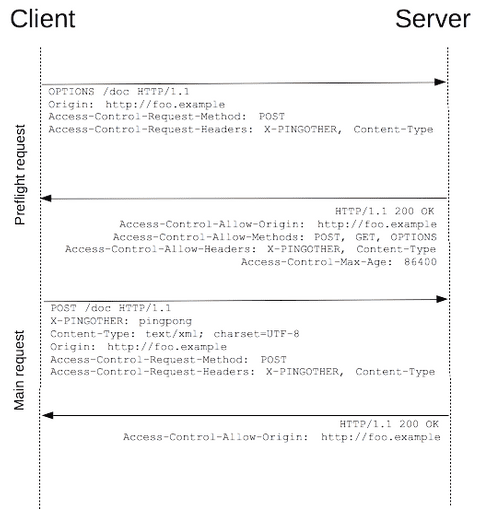 Client
Server
OPTIONS /doc HTTP/1.1
Origin: http://foo.example
Access-Control-Request-Method: POST
Access-Control-Request-Headers: X-PINGOTHER, Content-Type
Preflight request
HTTP/1.1 200 OK
Access-Control-Allow-Origin: http://foo.example
Access-Control-Allow-Methods: POST, GET, OPTIONS
Access-Control-Allow-Headers: X-PINGOTHER, Content-Type
Access-Control-Max-Age: 86400
POST /doc HTTP/1.1
X-PINGOTHER: pingpong
Content-Type: text/xml; charset=UTF-8
Origin: http://foo.example
Access-Control-Request-Method: POST
Access-Control-Request-Headers: X-PINGOTHER, Content-Type
Main request
HTTP/1.1 200 OK
Access-Control-Allow-Origin: http://foo.example